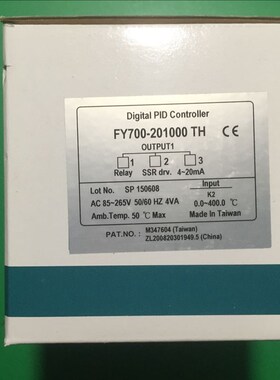 Digital PID Controller
FY700-201000 TH CE
OUTPUT1
1 2 3
Relay SSR drv. 4~20mA
Lot No. SP 150608
AC 85~265V 50/60 HZ 4VA
Amb.Temp. 50 ℃ Max
Input
K2
0.0~400.0 ℃
Made In Taiwan
PAT.NO.: M347604 (Taiwan)
ZL200820301949.5 (China)